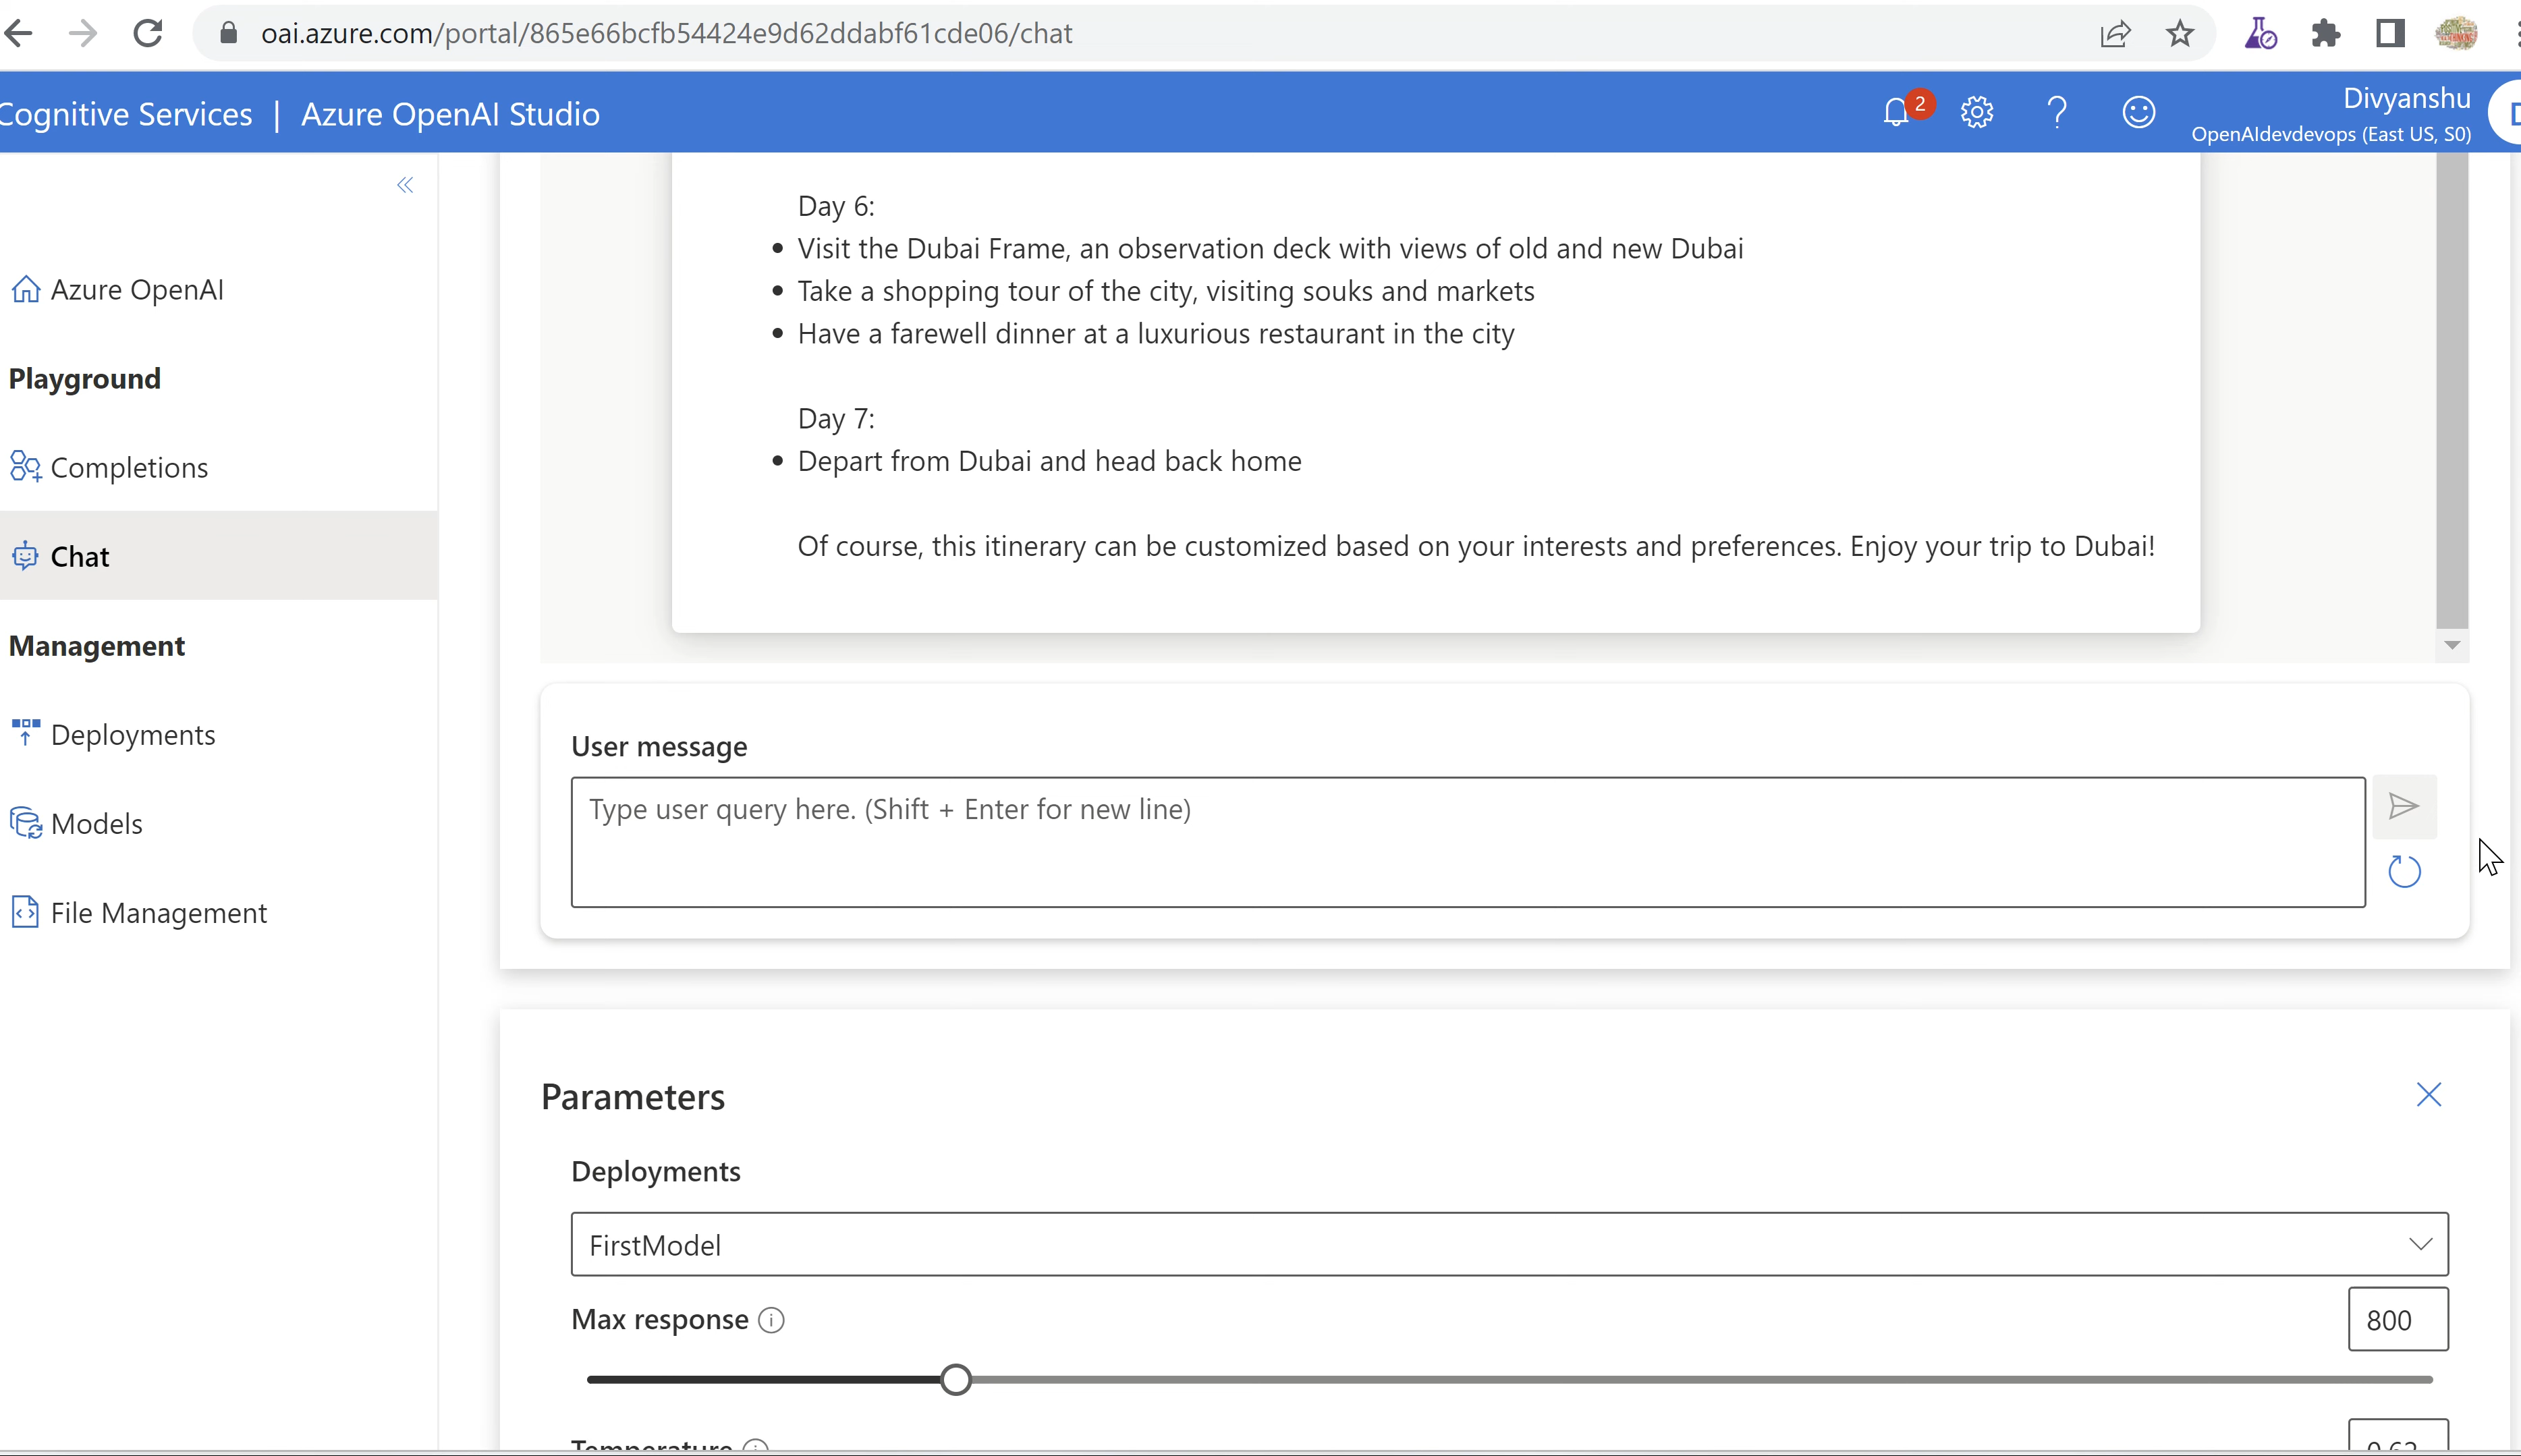 oai.azure.com/portal/865e66bcfb54424e9d62ddabf61cde06/chat
Cognitive Services | Azure OpenAI Studio
2
Divyanshu
OpenAIdevdevops (East US, S0)
Azure OpenAI
Playground
Completions
Chat
Management
Deployments
Models
File Management
Day 6:
• Visit the Dubai Frame, an observation deck with views of old and new Dubai
• Take a shopping tour of the city, visiting souks and markets
• Have a farewell dinner at a luxurious restaurant in the city
Day 7:
• Depart from Dubai and head back home
Of course, this itinerary can be customized based on your interests and preferences. Enjoy your trip to Dubai!
User message
Type user query here. (Shift + Enter for new line)
Parameters
Deployments
FirstModel
Max response
800
Temperature